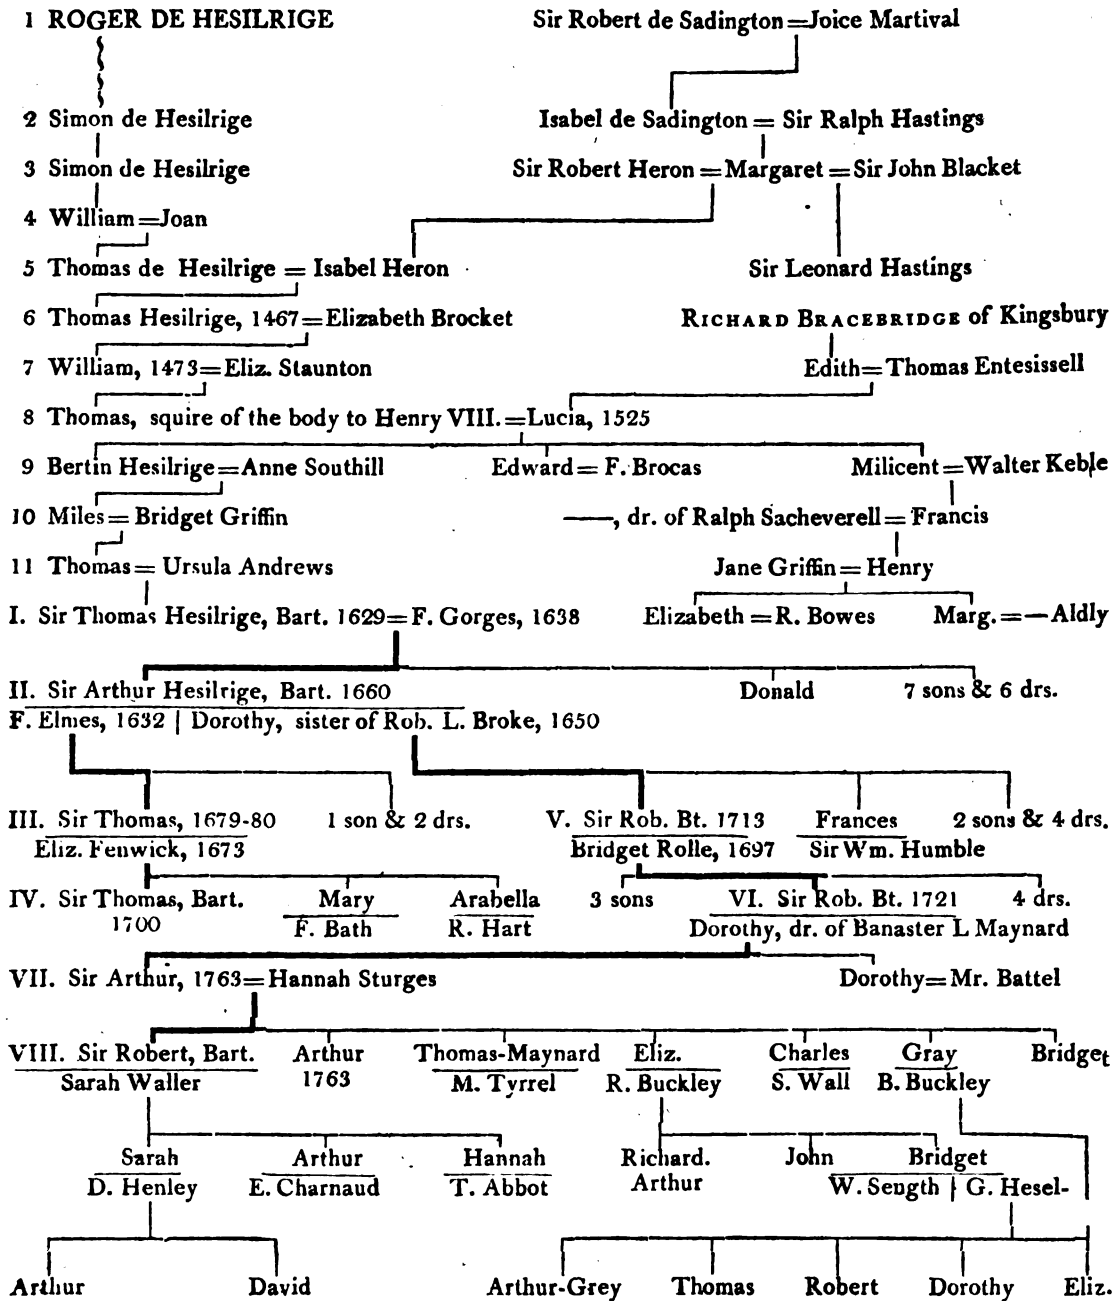 1 ROGER DE HESILRIGE Sir Robert de Sadington = Joice Martival
2 Simon de Hesilrige Isabel de Sadington = Sir Ralph Hastings
3 Simon de Hesilrige Sir Robert Heron = Margaret = Sir John Blacket
4 William = Joan
5 Thomas de Hesilrige = Isabel Heron Sir Leonard Hastings
6 Thomas Hesilrige, 1467 = Elizabeth Brocket RICHARD BRACEBRIDGE of Kingsbury
7 William, 1473 = Eliz. Staunton Edith = Thomas Entesissell
8 Thomas, squire of the body to Henry VIII. = Lucia, 1525
9 Bertin Hesilrige = Anne Southill Edward = F. Brocas Milicent = Walter Keble
10 Miles = Bridget Griffin ——, dr. of Ralph Sacheverell = Francis
11 Thomas = Ursula Andrews Jane Griffin = Henry
I. Sir Thomas Hesilrige, Bart. 1629 = F. Gorges, 1638 Elizabeth = R. Bowes Marg. = — Aldly
II. Sir Arthur Hesilrige, Bart. 1660 Donald 7 sons & 6 drs.
F. Elmes, 1632 | Dorothy, sister of Rob. L. Broke, 1650
III. Sir Thomas, 1679-80 1 son & 2 drs. V. Sir Rob. Bt. 1713 Frances 2 sons & 4 drs.
Eliz. Fenwick, 1673 Bridget Rolle, 1697 Sir Wm. Humble
IV. Sir Thomas, Bart. Mary Arabella 3 sons VI. Sir Rob. Bt. 1721 4 drs.
1700 F. Bath R. Hart Dorothy, dr. of Banaster L Maynard
VII. Sir Arthur, 1763 = Hannah Sturges Dorothy = Mr. Battel
VIII. Sir Robert, Bart. Arthur Thomas-Maynard Eliz. Charles Gray Bridget
Sarah Waller 1763 M. Tyrrel R. Buckley S. Wall B. Buckley
Sarah Arthur Hannah Richard. John Bridget
D. Henley E. Charnaud T. Abbot Arthur W. Sength | G. Hesel-
Arthur David Arthur-Grey Thomas Robert Dorothy Eliz.